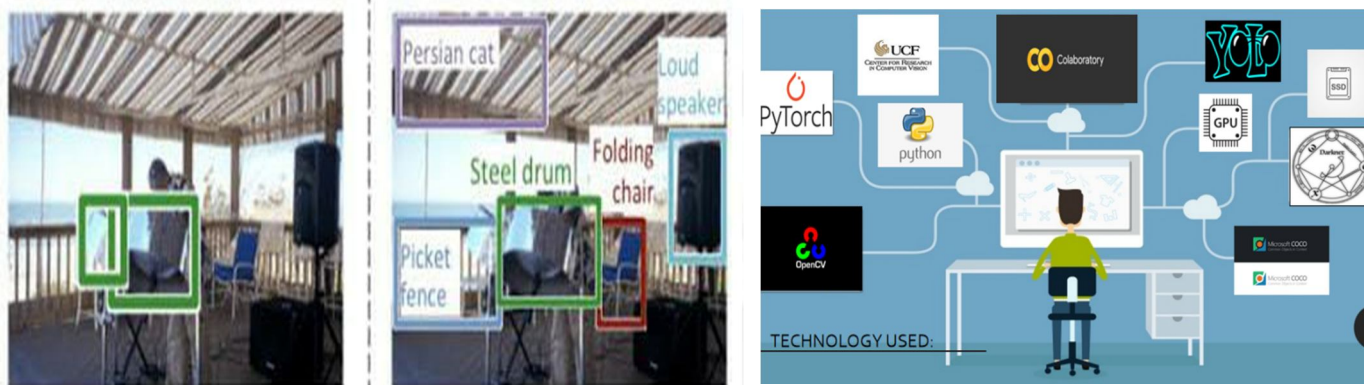 Persian cat
Loud
speaker
Steel drum
Folding
chair
Picket
fence
UCF
CENTER FOR RESEARCH
IN COMPUTER VISION
CO Colaboratory
YOLO
SSD
PyTorch
python
GPU
Darknet
OpenCV
Microsoft COCO
Microsoft COCO
TECHNOLOGY USED: